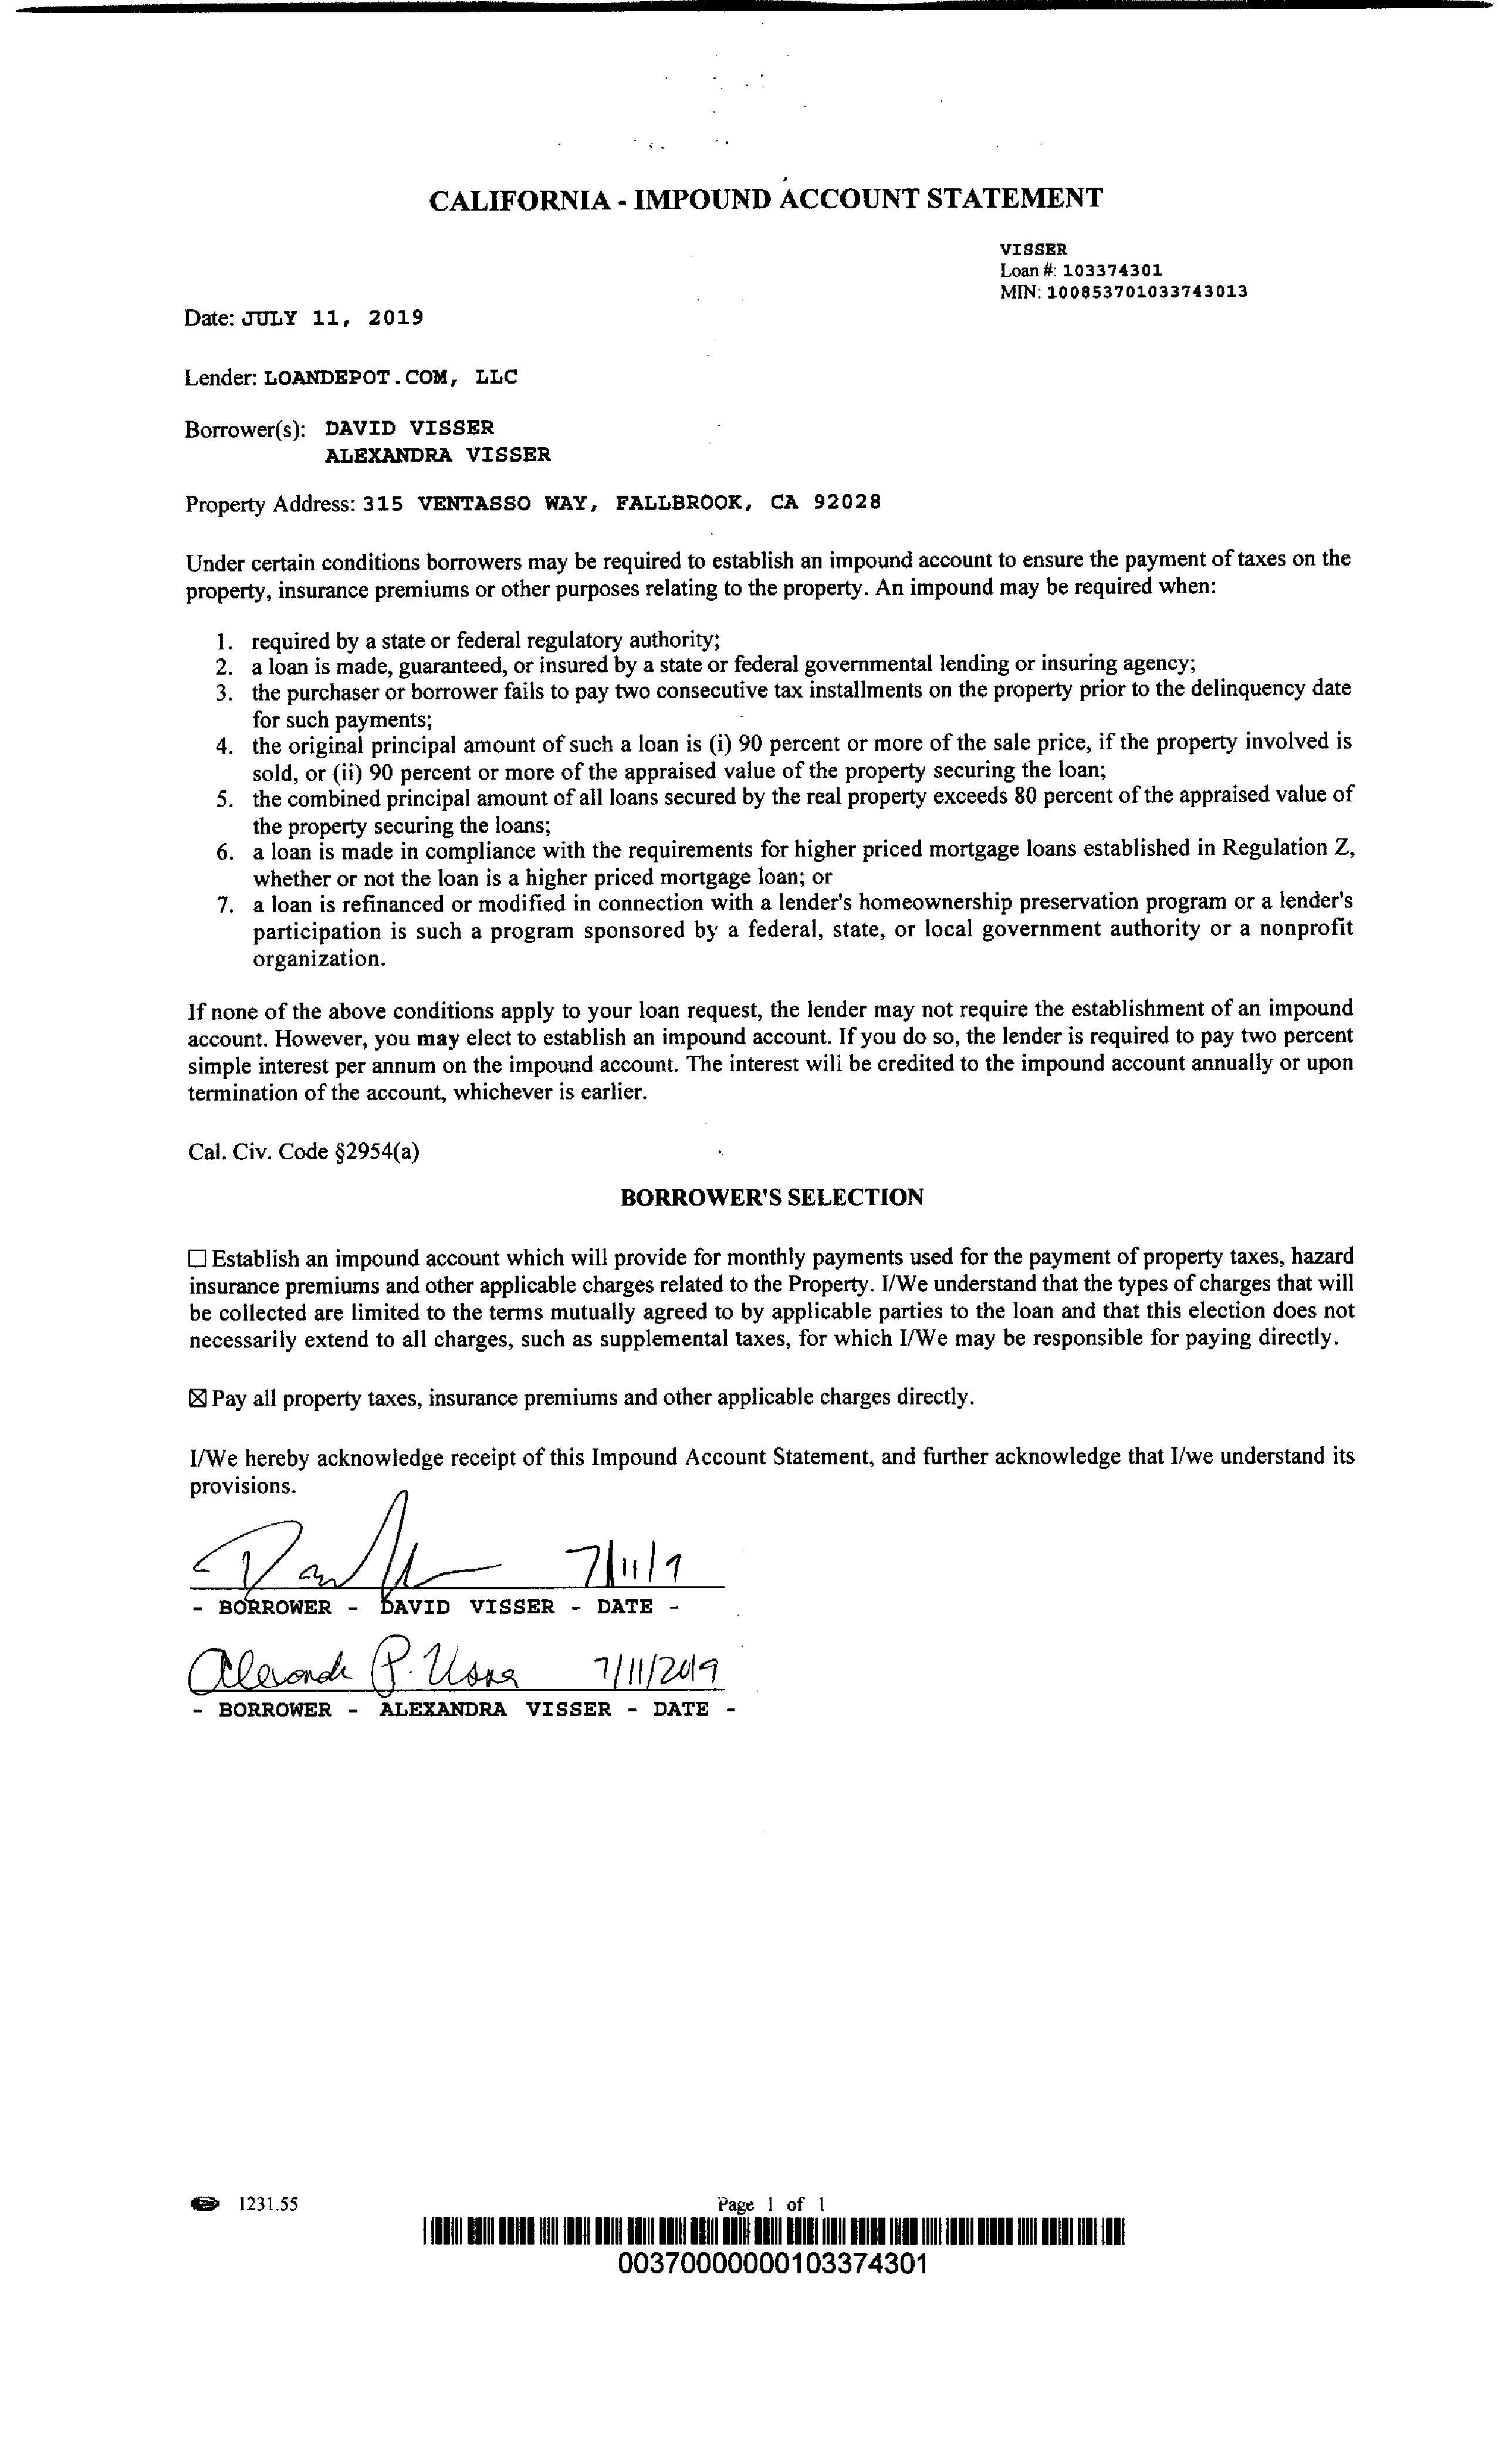 CALIFORNIA - IMPOUND ACCOUNT STATEMENT
VISSER
Loan #: 103374301
MIN: 100853701033743013
Date: JULY 11, 2019
Lender: LOANDEPOT.COM, LLC
Borrower(s): DAVID VISSER
ALEXANDRA VISSER
Property Address: 315 VENTASSO WAY, FALLBROOK, CA 92028
Under certain conditions borrowers may be required to establish an impound account to ensure the payment of taxes on the
property, insurance premiums or other purposes relating to the property. An impound may be required when:
1. required by a state or federal regulatory authority;
2. a loan is made, guaranteed, or insured by a state or federal governmental lending or insuring agency;
3. the purchaser or borrower fails to pay two consecutive tax installments on the property prior to the delinquency date
for such payments;
4. the original principal amount of such a loan is (i) 90 percent or more of the sale price, if the property involved is
sold, or (ii) 90 percent or more of the appraised value of the property securing the loan;
5. the combined principal amount of all loans secured by the real property exceeds 80 percent of the appraised value of
the property securing the loans;
6. a loan is made in compliance with the requirements for higher priced mortgage loans established in Regulation Z,
whether or not the loan is a higher priced mortgage loan; or
7. a loan is refinanced or modified in connection with a lender's homeownership preservation program or a lender's
participation is such a program sponsored by a federal, state, or local government authority or a nonprofit
organization.
If none of the above conditions apply to your loan request, the lender may not require the establishment of an impound
account. However, you may elect to establish an impound account. If you do so, the lender is required to pay two percent
simple interest per annum on the impound account. The interest will be credited to the impound account annually or upon
termination of the account, whichever is earlier.
Cal. Civ. Code §2954(a)
BORROWER'S SELECTION
☐ Establish an impound account which will provide for monthly payments used for the payment of property taxes, hazard
insurance premiums and other applicable charges related to the Property. I/We understand that the types of charges that will
be collected are limited to the terms mutually agreed to by applicable parties to the loan and that this election does not
necessarily extend to all charges, such as supplemental taxes, for which I/We may be responsible for paying directly.
☒ Pay all property taxes, insurance premiums and other applicable charges directly.
I/We hereby acknowledge receipt of this Impound Account Statement, and further acknowledge that I/we understand its
provisions.
7/11/9
- BORROWER - DAVID VISSER - DATE -
7/11/2019
- BORROWER - ALEXANDRA VISSER - DATE -
1231.55
Page 1 of 1
00370000000103374301